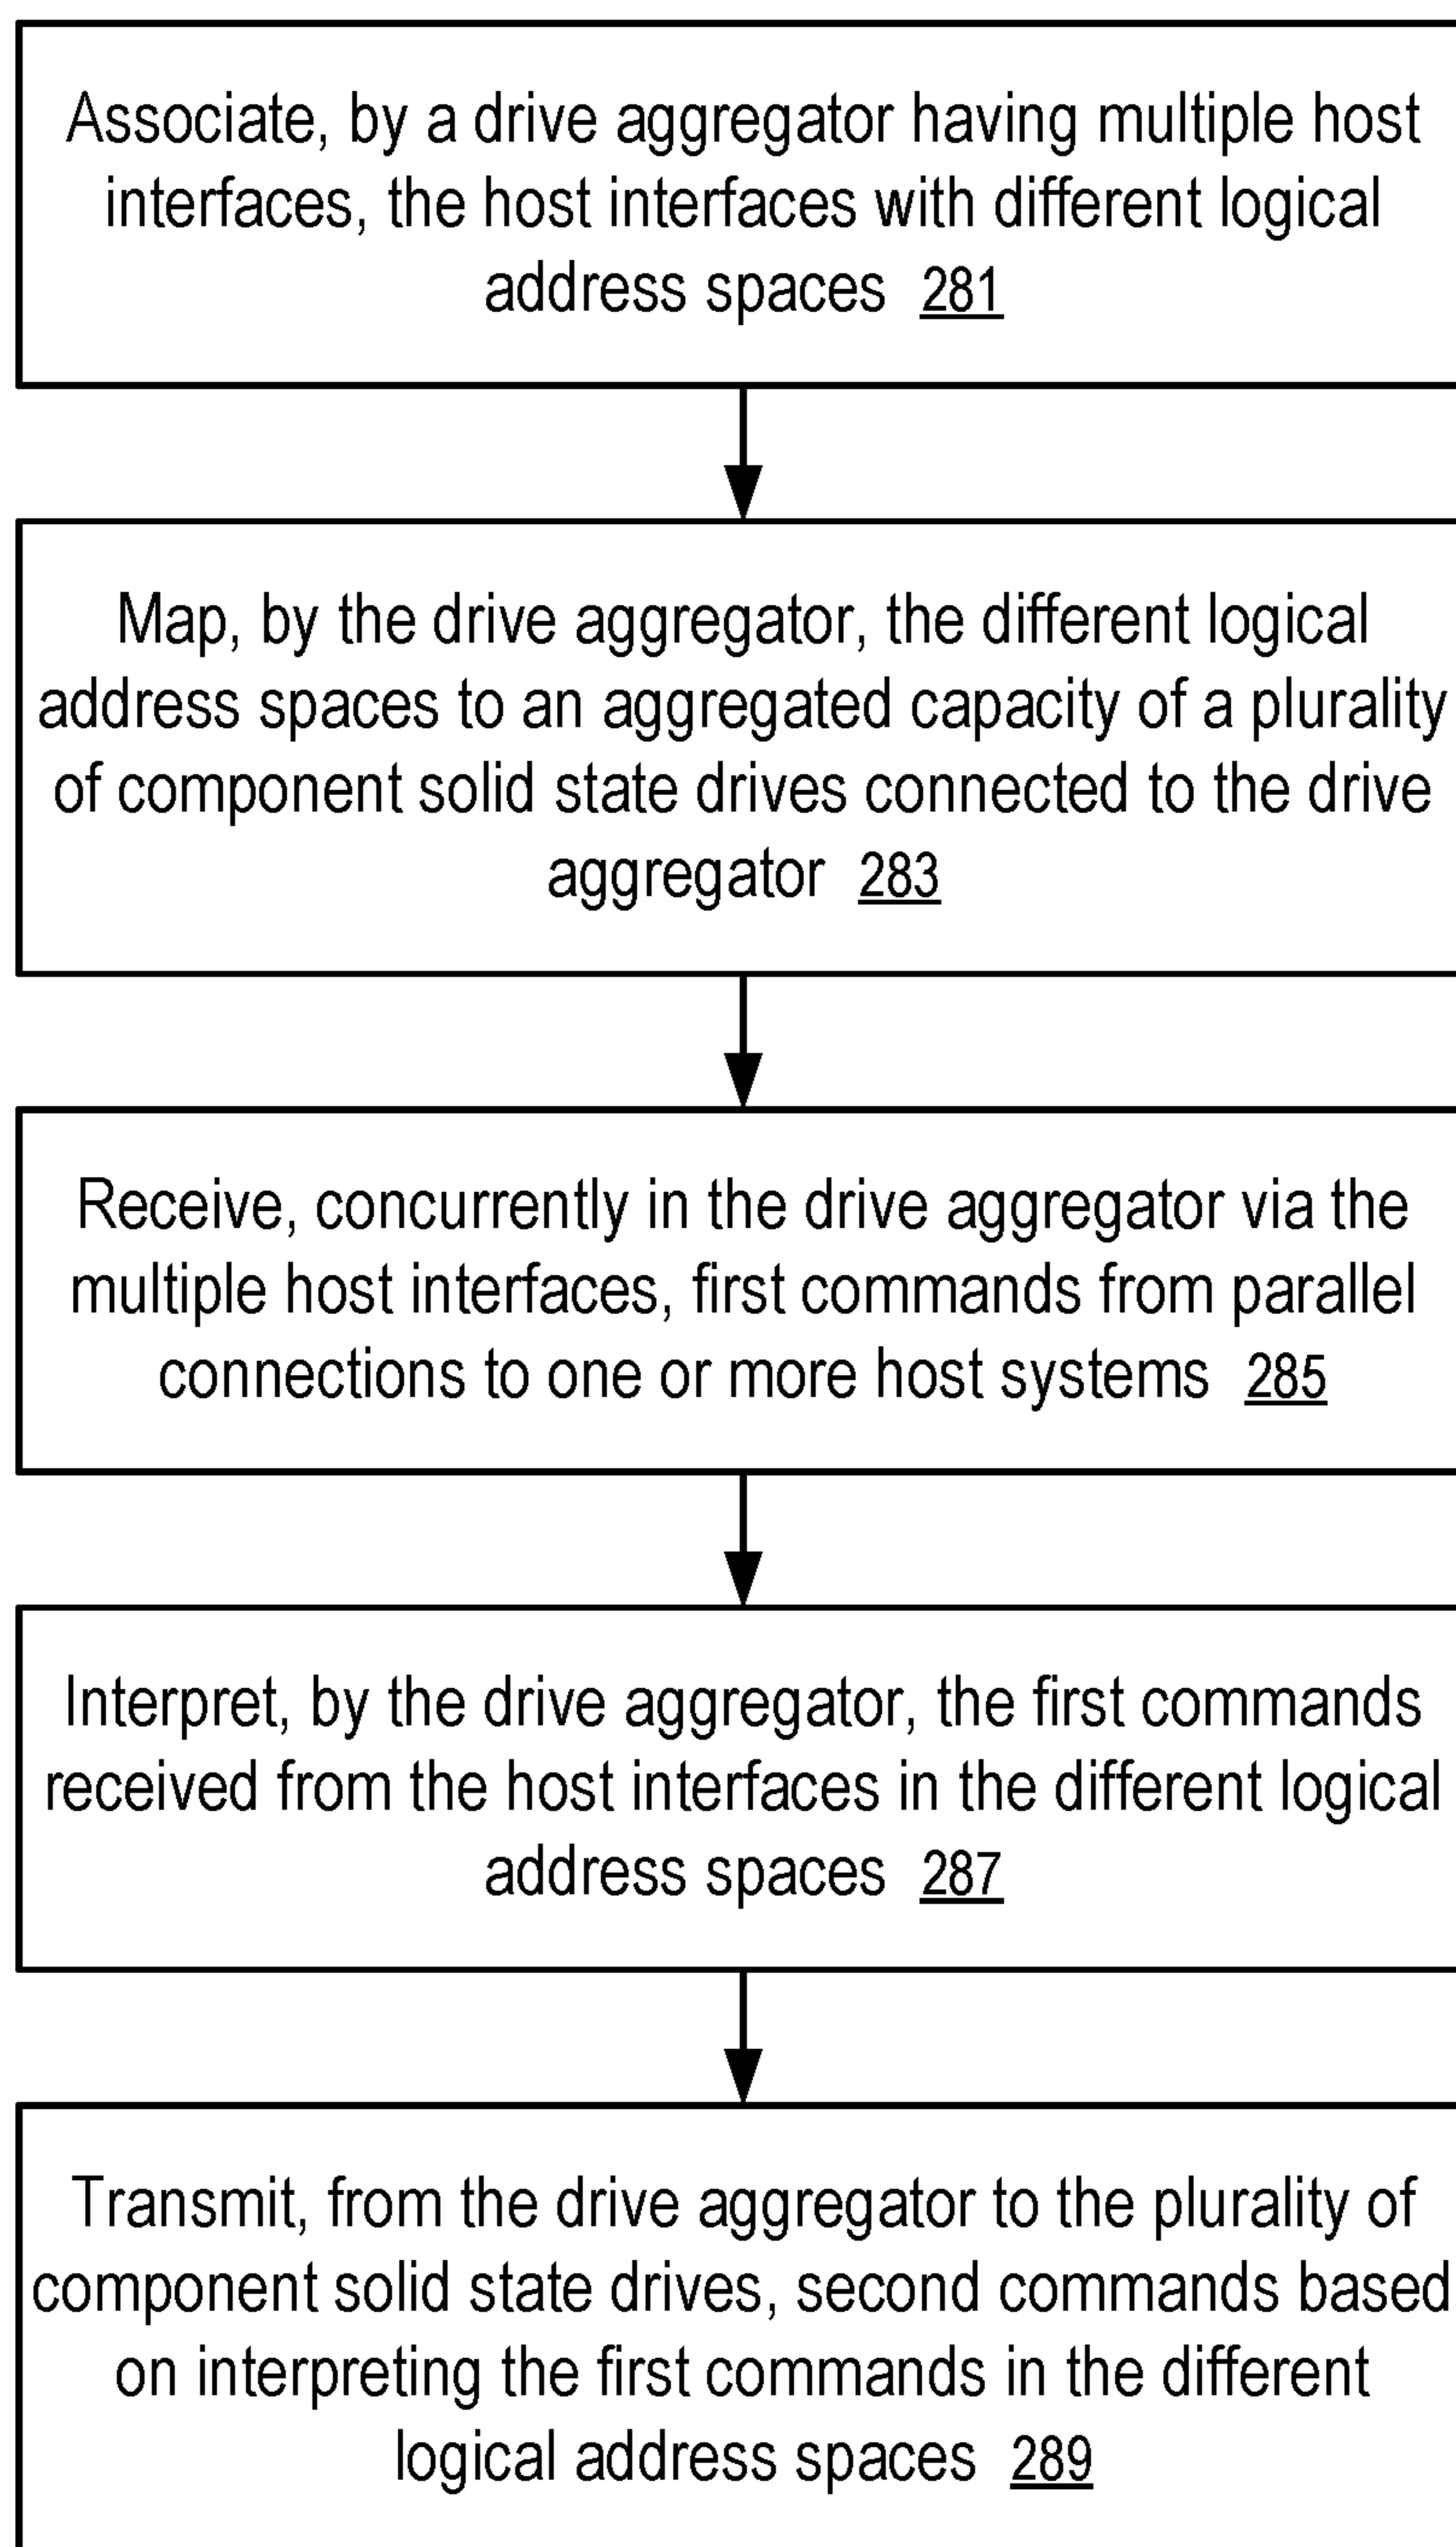 Associate, by a drive aggregator having multiple host
interfaces, the host interfaces with different logical
address spaces 281
Map, by the drive aggregator, the different logical
address spaces to an aggregated capacity of a plurality
of component solid state drives connected to the drive
aggregator 283
Receive, concurrently in the drive aggregator via the
multiple host interfaces, first commands from parallel
connections to one or more host systems 285
Interpret, by the drive aggregator, the first commands
received from the host interfaces in the different logical
address spaces 287
Transmit, from the drive aggregator to the plurality of
component solid state drives, second commands based
on interpreting the first commands in the different
logical address spaces 289